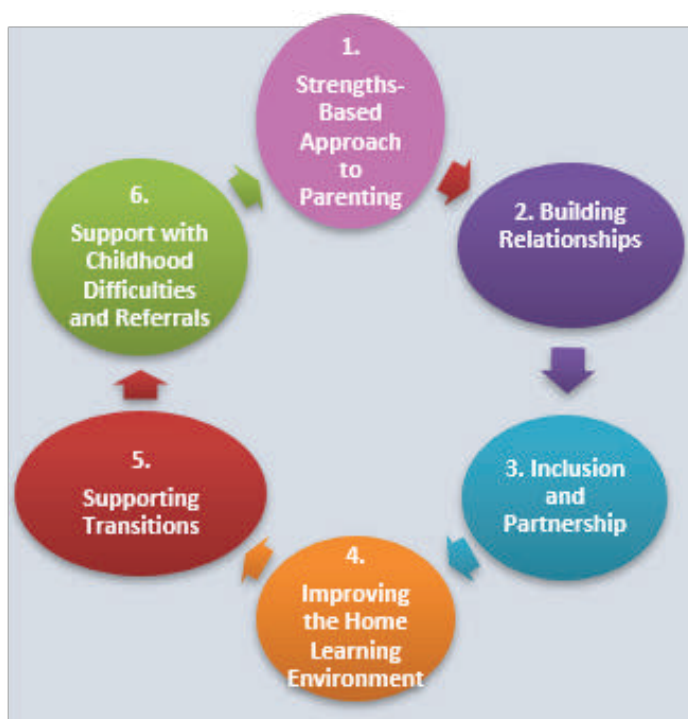 1.
Strengths-
Based
Approach
to
Parenting
2. Building
Relationships
3. Inclusion
and
Partnership
4.
Improving
the Home
Learning
Environment
5.
Supporting
Transitions
6.
Support with
Childhood
Difficulties
and Referrals